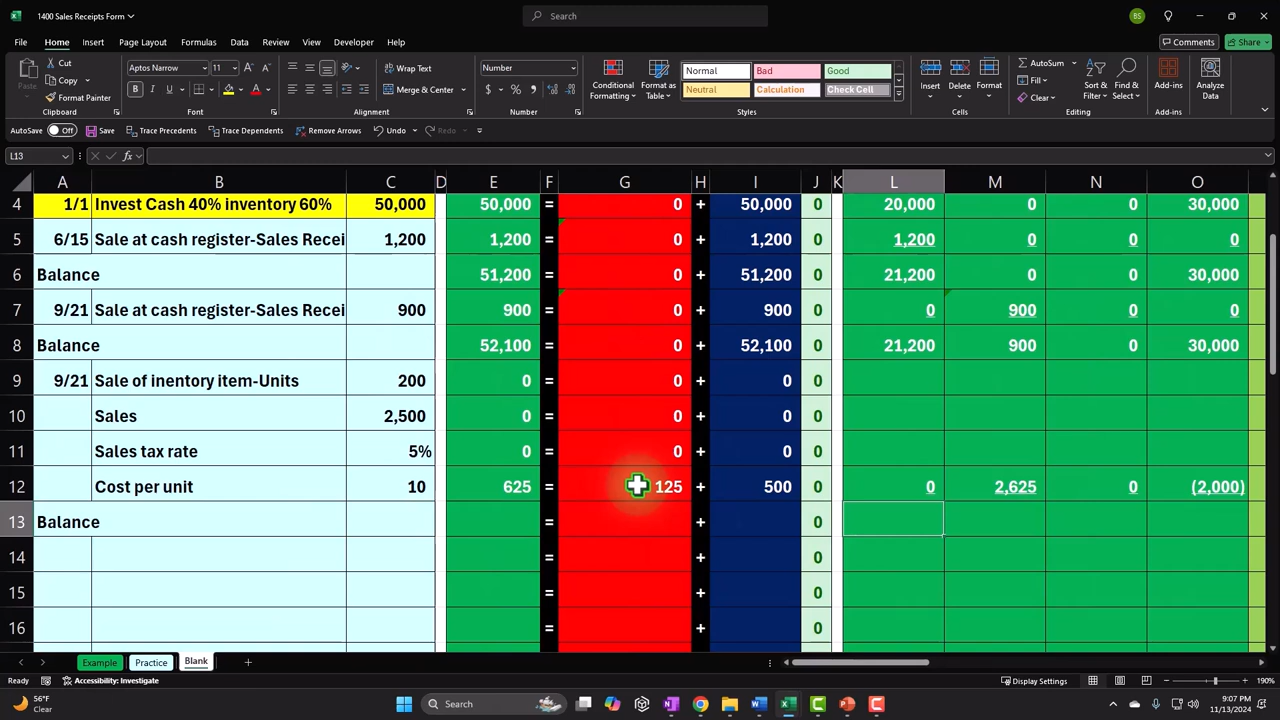 1400 Sales Receipts Form
Search
BS
File Home Insert Page Layout Formulas Data Review View Developer Help
Comments Share
Paste Cut Copy Format Painter
Aptos Narrow 11 Wrap Text Merge & Center
Number
Conditional Formatting Format as Table
Normal Bad Good
Neutral Calculation Check Cell
Insert Delete Format
AutoSum Fill Clear
Sort & Filter Find & Select Add-ins Analyze Data
Clipboard Font Alignment Number Styles Cells Editing Add-ins
AutoSave Off Save Trace Precedents Trace Dependents Remove Arrows Undo Redo
L13 fx
A B C D E F G H I J K L M N O
4 1/1 Invest Cash 40% inventory 60% 50,000 50,000 = 0 + 50,000 0 20,000 0 0 30,000
5 6/15 Sale at cash register-Sales Recei 1,200 1,200 = 0 + 1,200 0 1,200 0 0 0
6 Balance 51,200 = 0 + 51,200 0 21,200 0 0 30,000
7 9/21 Sale at cash register-Sales Recei 900 900 = 0 + 900 0 0 900 0 0
8 Balance 52,100 = 0 + 52,100 0 21,200 900 0 30,000
9 9/21 Sale of inentory item-Units 200 0 = 0 + 0 0
10 Sales 2,500 0 = 0 + 0 0
11 Sales tax rate 5% 0 = 0 + 0 0
12 Cost per unit 10 625 = 125 + 500 0 0 2,625 0 (2,000)
13 Balance = + 0
14 = + 0
15 = + 0
16 = + 0
Example Practice Blank
Ready Accessibility: Investigate Display Settings 190%
56°F
Clear
Search
9:07 PM
11/13/2024